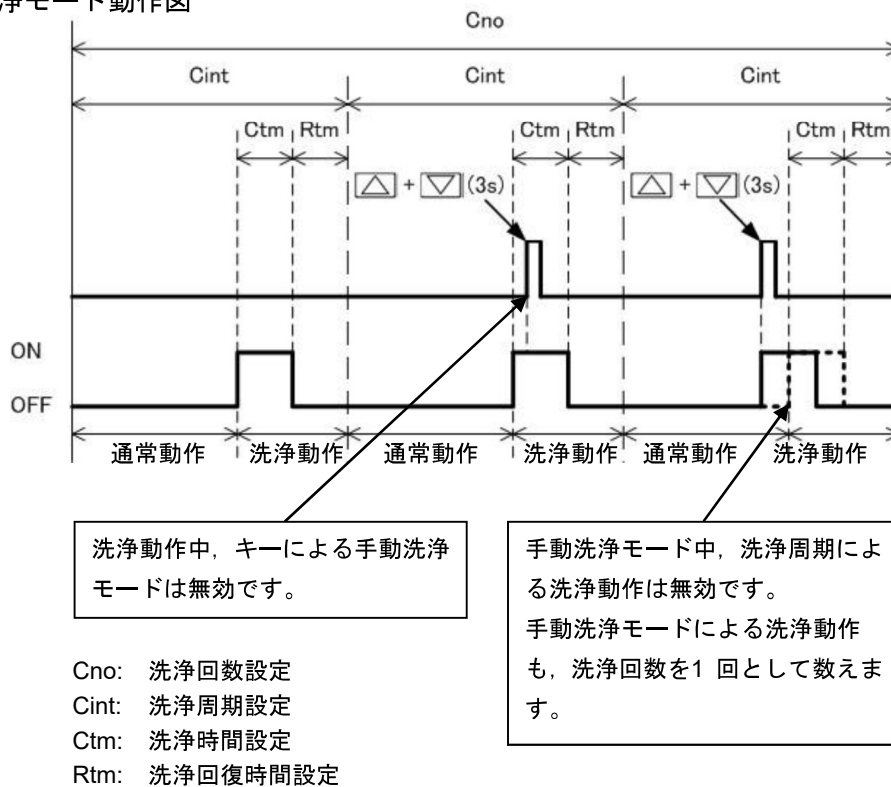 浄モード動作図
Cno
Cint Cint Cint
Ctm Rtm Ctm Rtm Ctm Rtm
△ + ▽ (3s) △ + ▽ (3s)
ON
OFF
通常動作 洗浄動作 通常動作 洗浄動作 通常動作 洗浄動作
洗浄動作中，キーによる手動洗浄
モードは無効です。
手動洗浄モード中，洗浄周期によ
る洗浄動作は無効です。
手動洗浄モードによる洗浄動作
も，洗浄回数を1 回として数えま
す。
Cno: 洗浄回数設定
Cint: 洗浄周期設定
Ctm: 洗浄時間設定
Rtm: 洗浄回復時間設定